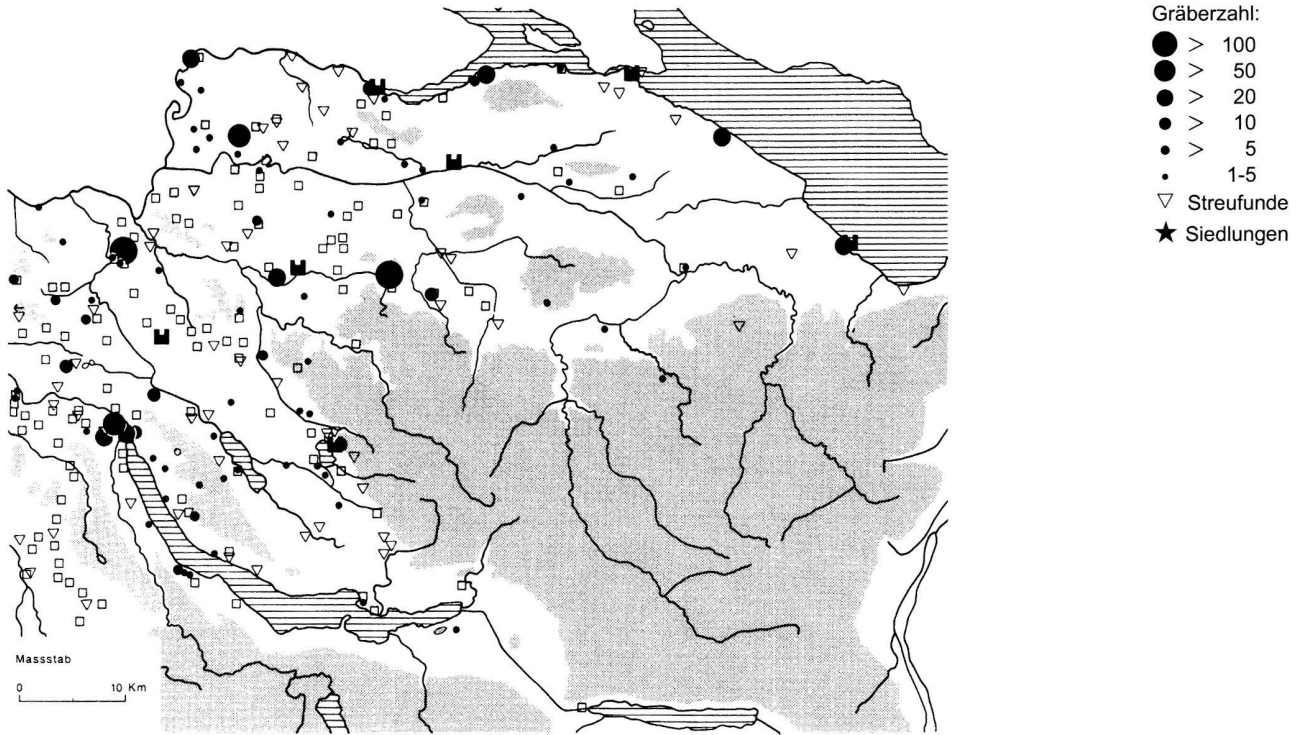 Gräberzahl:
> 100
> 50
> 20
> 10
> 5
1-5
Streufunde
Siedlungen
Massstab
0 10 Km